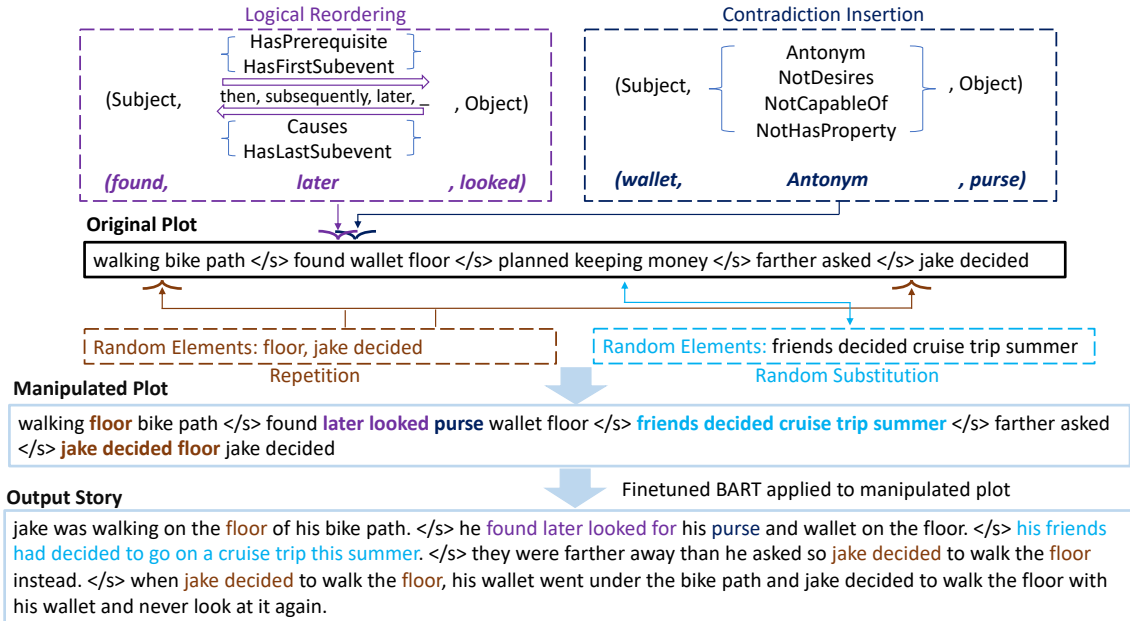 Logical Reordering
Contradiction Insertion
HasPrerequisite
HasFirstSubevent
(Subject,
then, subsequently, later, _
, Object)
Causes
HasLastSubevent
(found,
later
, looked)
Antonym
NotDesires
(Subject,
, Object)
NotCapableOf
NotHasProperty
(wallet,
Antonym
, purse)
Original Plot
walking bike path </s> found wallet floor </s> planned keeping money </s> farther asked </s> jake decided
Random Elements: floor, jake decided
Repetition
Random Elements: friends decided cruise trip summer
Random Substitution
Manipulated Plot
walking floor bike path </s> found later looked purse wallet floor </s> friends decided cruise trip summer </s> farther asked
</s> jake decided floor jake decided
Finetuned BART applied to manipulated plot
Output Story
jake was walking on the floor of his bike path. </s> he found later looked for his purse and wallet on the floor. </s> his friends
had decided to go on a cruise trip this summer. </s> they were farther away than he asked so jake decided to walk the floor
instead. </s> when jake decided to walk the floor, his wallet went under the bike path and jake decided to walk the floor with
his wallet and never look at it again.